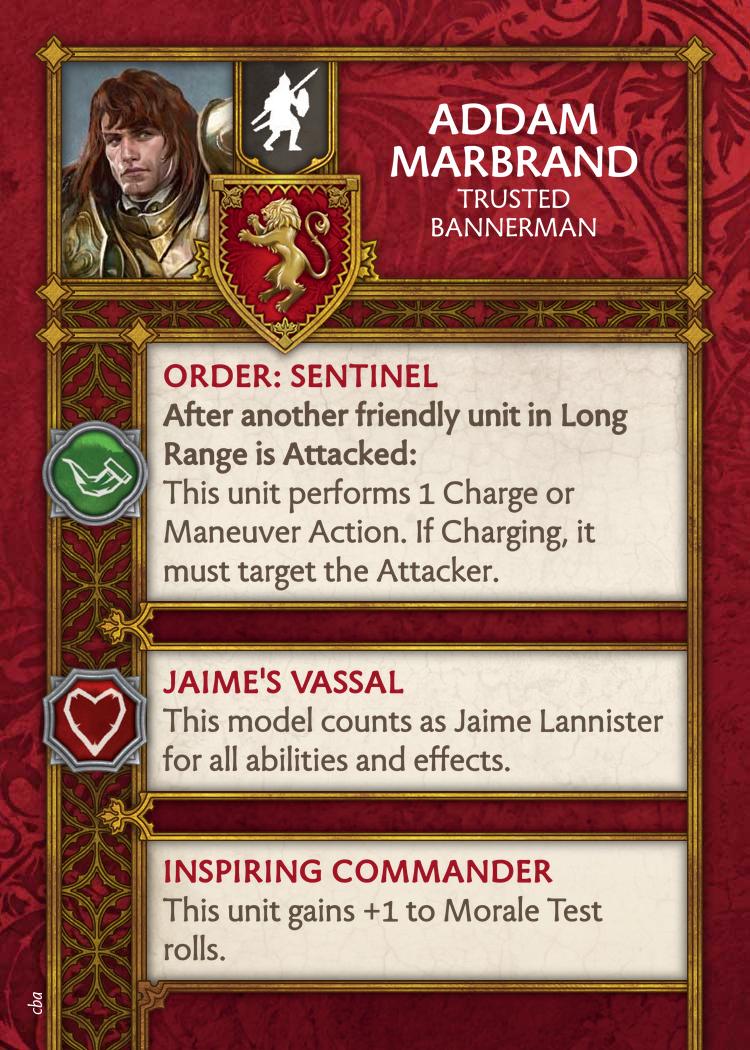 ADDAM
MARBRAND
TRUSTED
BANNERMAN
ORDER: SENTINEL
After another friendly unit in Long
Range is Attacked:
This unit performs 1 Charge or
Maneuver Action. If Charging, it
must target the Attacker.
JAIME'S VASSAL
This model counts as Jaime Lannister
for all abilities and effects.
INSPIRING COMMANDER
This unit gains +1 to Morale Test
rolls.
cba